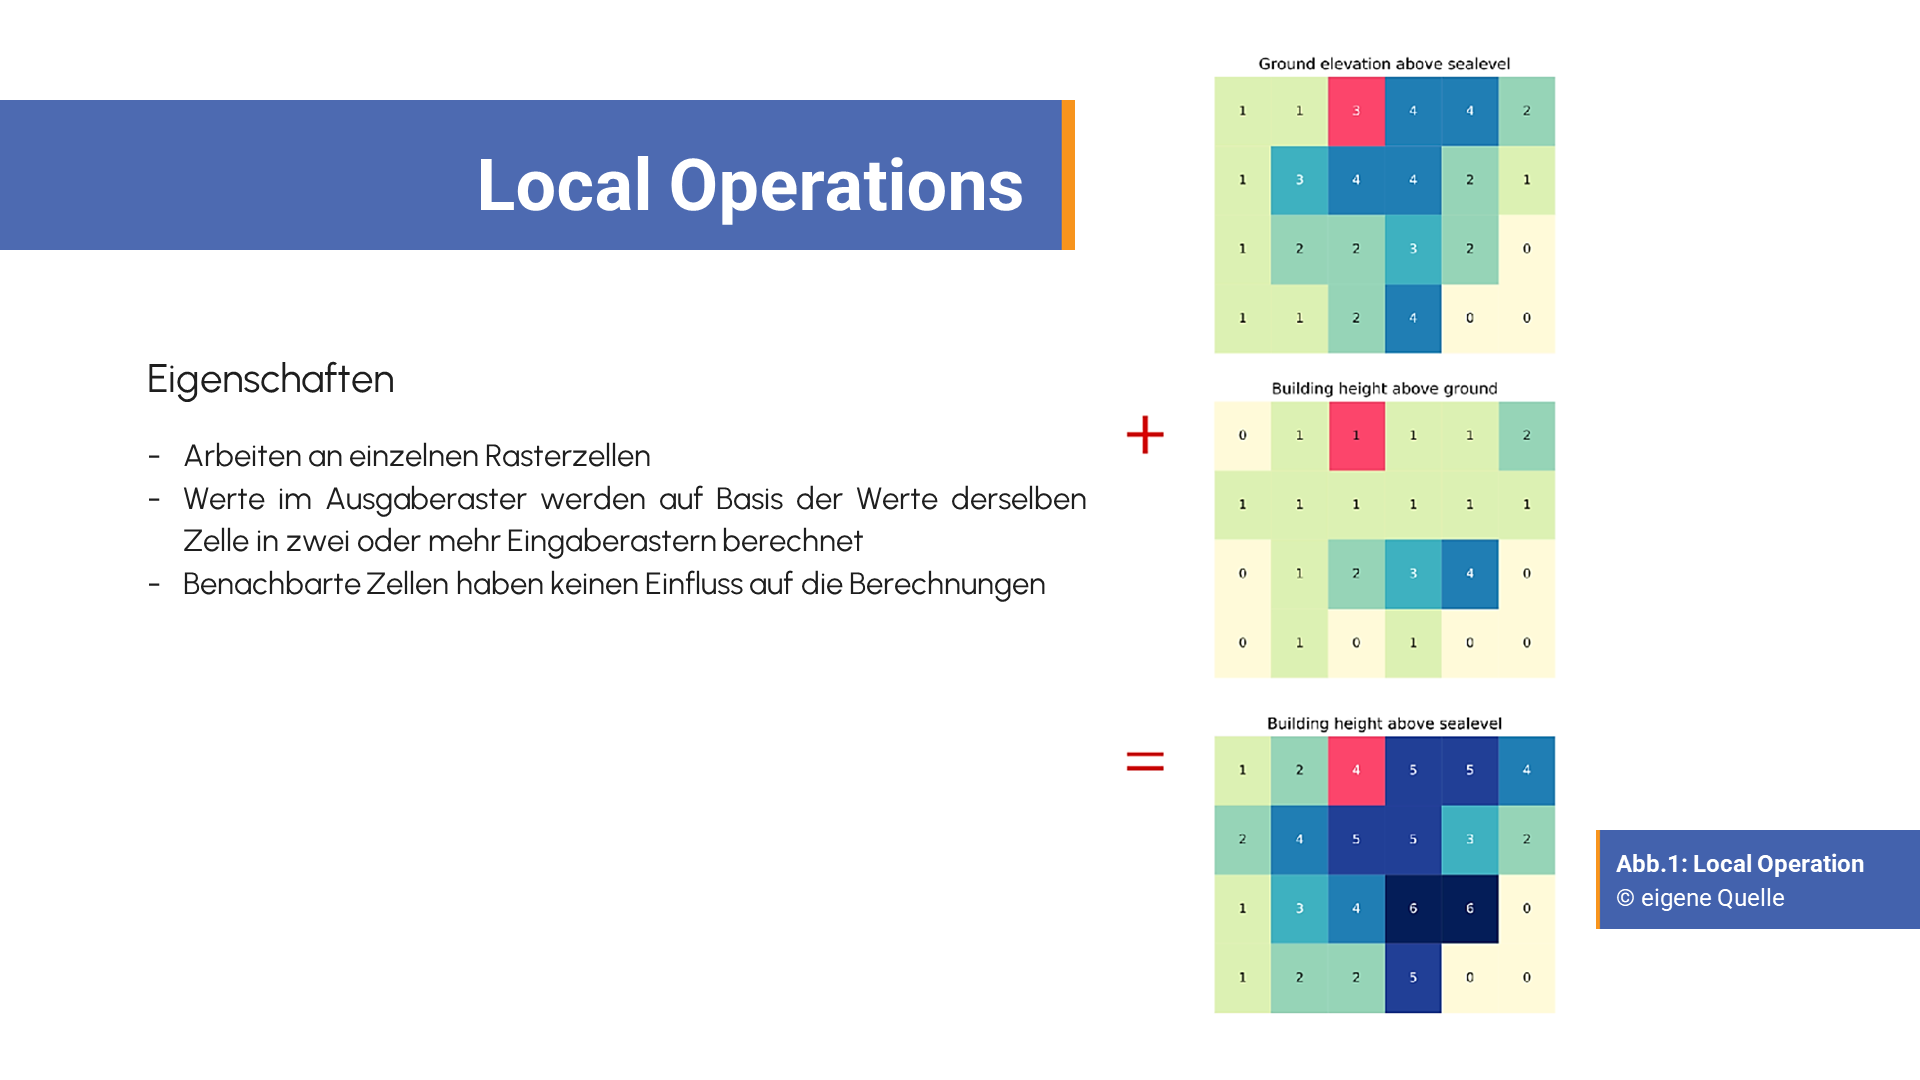 Local Operations
Eigenschaften
- Arbeiten an einzelnen Rasterzellen
- Werte im Ausgaberaster werden auf Basis der Werte derselben
Zelle in zwei oder mehr Eingaberastern berechnet
- Benachbarte Zellen haben keinen Einfluss auf die Berechnungen
Ground elevation above sealevel
1 1 3 4 4 2
1 3 4 4 2 1
1 2 2 3 2 0
1 1 2 4 0 0
+
Building height above ground
0 1 1 1 1 2
1 1 1 1 1 1
0 1 2 3 4 0
0 1 0 1 0 0
=
Building height above sealevel
1 2 4 5 5 4
2 4 5 5 3 2
1 3 4 6 6 0
1 2 2 5 0 0
Abb.1: Local Operation
© eigene Quelle